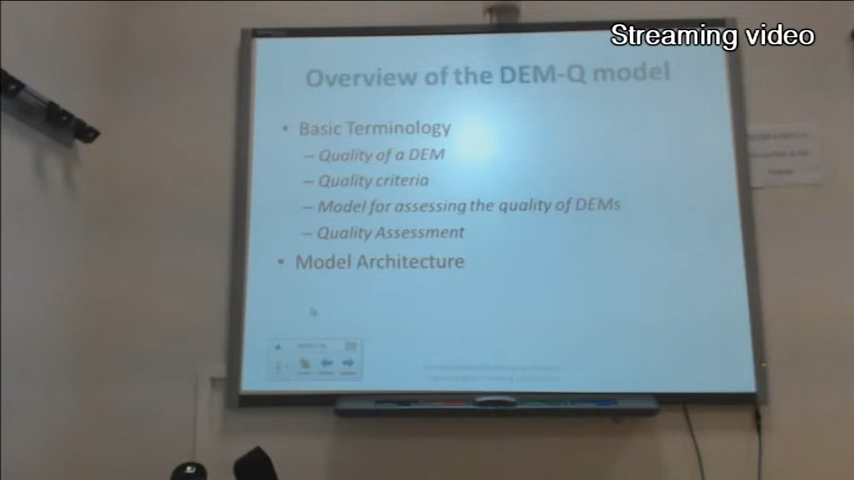 Streaming video
Overview of the DEM-Q model
• Basic Terminology
– Quality of a DEM
– Quality criteria
– Model for assessing the quality of DEMs
– Quality Assessment
• Model Architecture